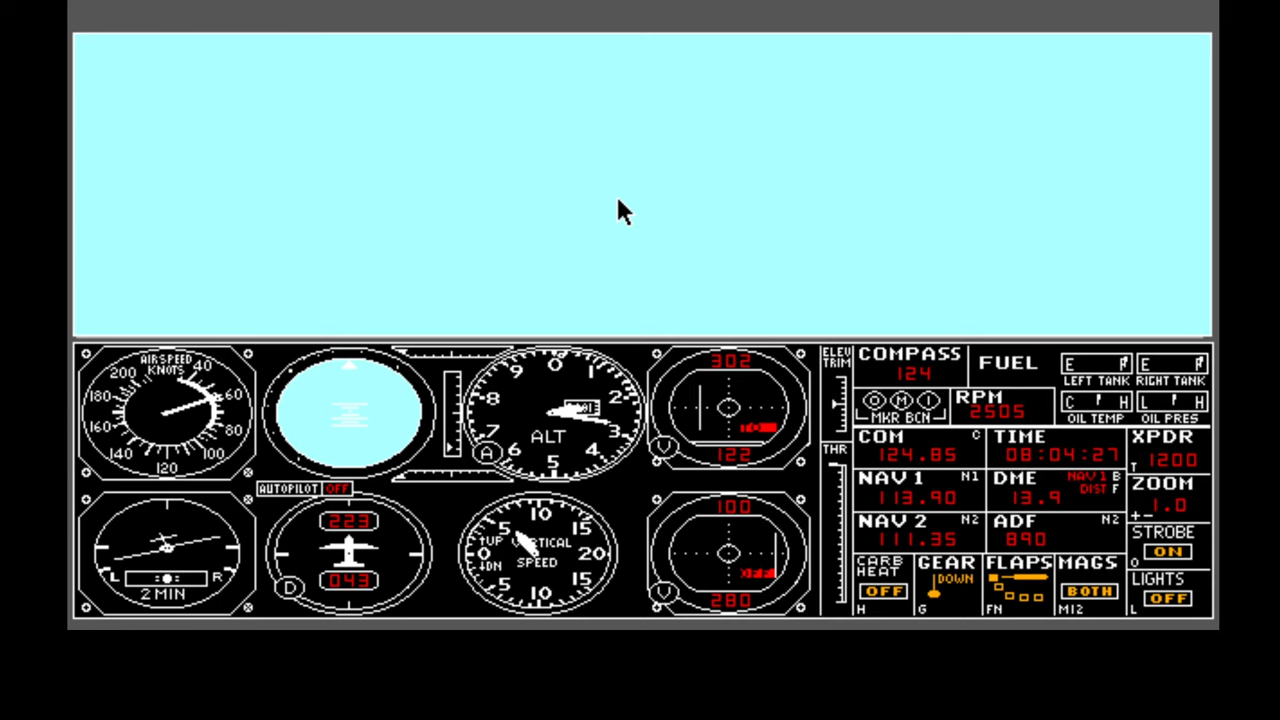 AIRSPEED
KNOTS
40
60
80
100
120
140
160
180
200
0
1
2
3
4
5
6
7
8
9
ALT
A
302
122
V
ELEV
TRIM
THR
COMPASS
124
FUEL
E F
LEFT TANK
E F
RIGHT TANK
O M I
MKR BCN
RPM
2505
C H
OIL TEMP
L H
OIL PRES
COM C
124.85
TIME
08:04:27
XPDR
T 1200
NAV 1 N1
113.90
DME NAV 1 B
DIST F
13.9
ZOOM
1.0
+-
NAV 2 N2
111.35
ADF N2
890
STROBE
ON
O
CARB
HEAT
OFF
H
GEAR
DOWN
G
FLAPS
FN
MAGS
BOTH
M12
LIGHTS
OFF
L
AUTOPILOT OFF
L R
2 MIN
223
043
D
UP
0
DN
5
10
15
20
15
10
5
VERTICAL
SPEED
100
OFF
280
V